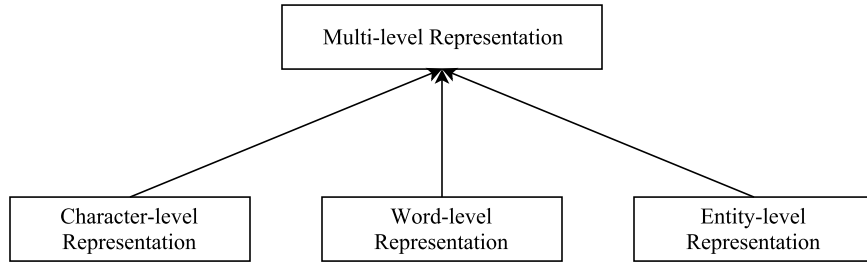 Multi-level Representation
Character-level
Representation
Word-level
Representation
Entity-level
Representation